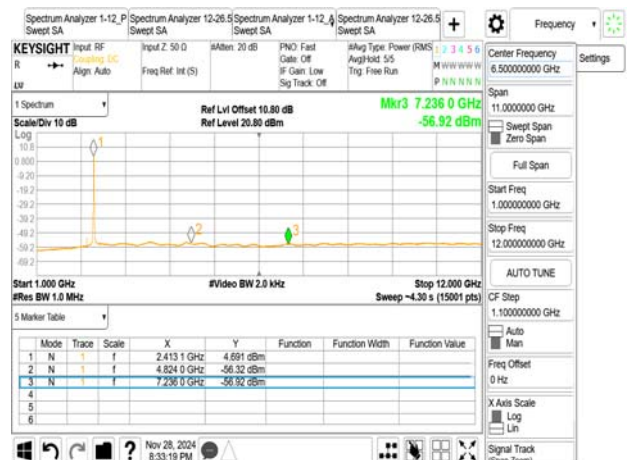 Spectrum Analyzer 1-12_P
Swept SA
Spectrum Analyzer 12-26.5
Swept SA
Spectrum Analyzer 1-12_A
Swept SA
Spectrum Analyzer 12-26.5
Swept SA
+
Frequency
KEYSIGHT
R
LXI
Input: RF
Coupling: DC
Align: Auto
Input Z: 50 Ω
Freq Ref: Int (S)
#Atten: 20 dB
PNO: Fast
Gate: Off
IF Gain: Low
Sig Track: Off
#Avg Type: Power (RMS)
Avg|Hold: 5/5
Trig: Free Run
1 2 3 4 5 6
M W W W W W
P N N N N N
Settings
1 Spectrum
Scale/Div 10 dB
Ref Lvl Offset 10.80 dB
Ref Level 20.80 dBm
Mkr3 7.236 0 GHz
-56.92 dBm
Log
10.8
0.800
-9.20
-19.2
-29.2
-39.2
-49.2
-59.2
-69.2
1
2
3
Start 1.000 GHz
#Res BW 1.0 MHz
#Video BW 2.0 kHz
Stop 12.000 GHz
Sweep ~4.30 s (15001 pts)
5 Marker Table
Mode Trace Scale X Y Function Function Width Function Value
1 N 1 f 2.413 1 GHz 4.691 dBm
2 N 1 f 4.824 0 GHz -56.32 dBm
3 N 1 f 7.236 0 GHz -56.92 dBm
4
5
6
Nov 28, 2024
8:33:19 PM
Center Frequency
6.500000000 GHz
Span
11.0000000 GHz
Swept Span
Zero Span
Full Span
Start Freq
1.000000000 GHz
Stop Freq
12.000000000 GHz
AUTO TUNE
CF Step
1.100000000 GHz
Auto
Man
Freq Offset
0 Hz
X Axis Scale
Log
Lin
Signal Track
(Span Zoom)